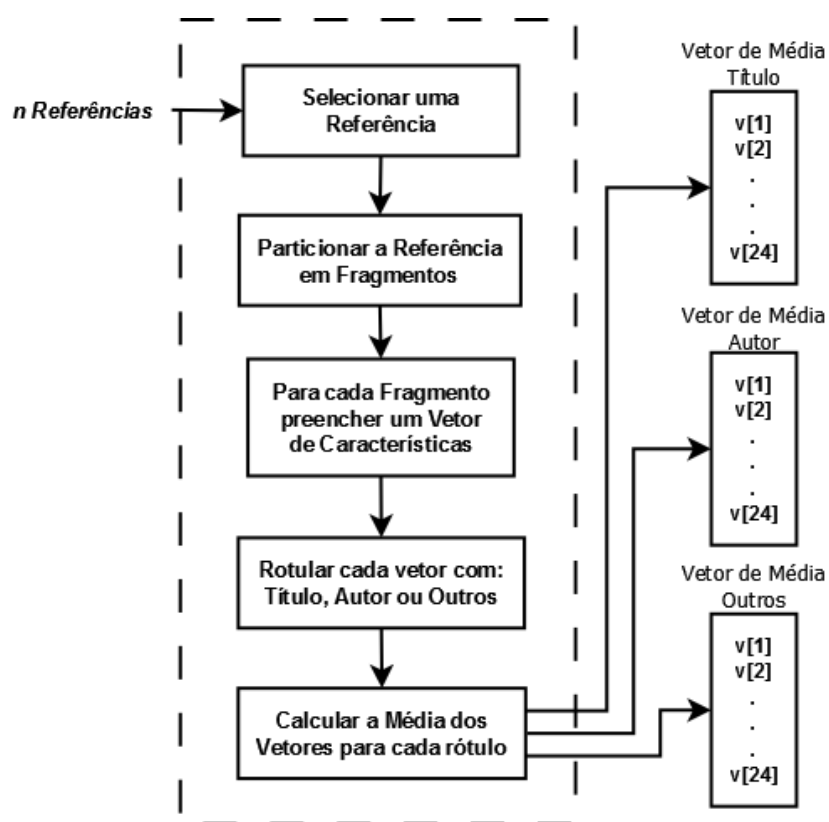 n Referências
Selecionar uma
Referência
Particionar a Referência
em Fragmentos
Para cada Fragmento
preencher um Vetor
de Características
Rotular cada vetor com:
Título, Autor ou Outros
Calcular a Média dos
Vetores para cada rótulo
Vetor de Média
Título
v[1]
v[2]
.
.
.
v[24]
Vetor de Média
Autor
v[1]
v[2]
.
.
.
v[24]
Vetor de Média
Outros
v[1]
v[2]
.
.
.
v[24]